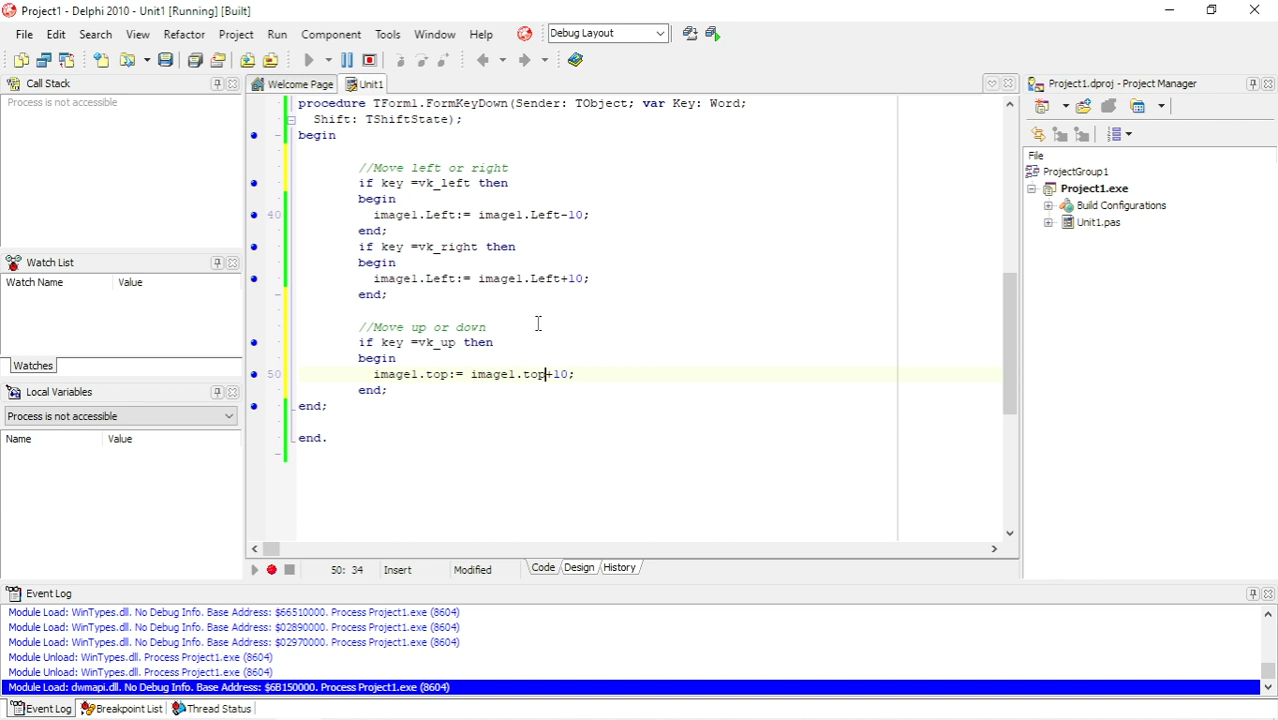 Project1 - Delphi 2010 - Unit1 [Running] [Built]
File Edit Search View Refactor Project Run Component Tools Window Help Debug Layout
Call Stack
Process is not accessible
Watch List
Watch Name Value
Watches
Local Variables
Process is not accessible
Name Value
Welcome Page Unit1
procedure TForm1.FormKeyDown(Sender: TObject; var Key: Word;
Shift: TShiftState);
begin
//Move left or right
if key =vk_left then
begin
40 image1.Left:= image1.Left-10;
end;
if key =vk_right then
begin
image1.Left:= image1.Left+10;
end;
//Move up or down
if key =vk_up then
begin
50 image1.top:= image1.top+10;
end;
end;
end.
50: 34 Insert Modified Code Design History
Project1.dproj - Project Manager
File
ProjectGroup1
Project1.exe
Build Configurations
Unit1.pas
Event Log
Module Load: WinTypes.dll. No Debug Info. Base Address: $66510000. Process Project1.exe (8604)
Module Load: WinTypes.dll. No Debug Info. Base Address: $02890000. Process Project1.exe (8604)
Module Load: WinTypes.dll. No Debug Info. Base Address: $02970000. Process Project1.exe (8604)
Module Unload: WinTypes.dll. Process Project1.exe (8604)
Module Unload: WinTypes.dll. Process Project1.exe (8604)
Module Load: dwmapi.dll. No Debug Info. Base Address: $6B150000. Process Project1.exe (8604)
Event Log Breakpoint List Thread Status